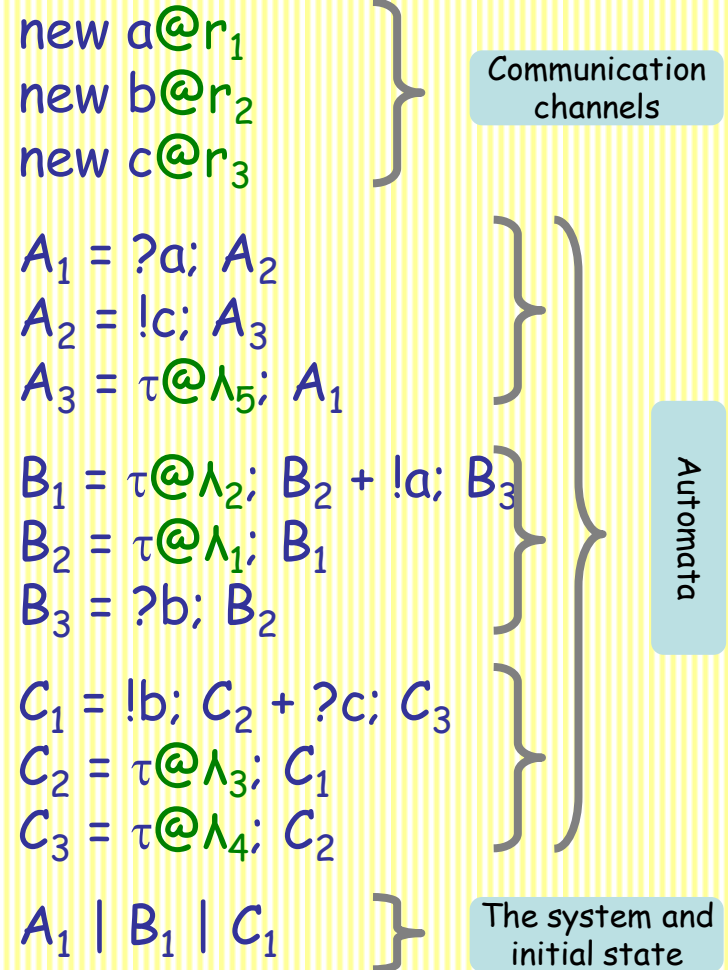 new a@r₁
new b@r₂
new c@r₃
Communication
channels
A₁ = ?a; A₂
A₂ = !c; A₃
A₃ = τ@λ₅; A₁
B₁ = τ@λ₂; B₂ + !a; B₃
B₂ = τ@λ₁; B₁
B₃ = ?b; B₂
C₁ = !b; C₂ + ?c; C₃
C₂ = τ@λ₃; C₁
C₃ = τ@λ₄; C₂
Automata
A₁ | B₁ | C₁
The system and
initial state